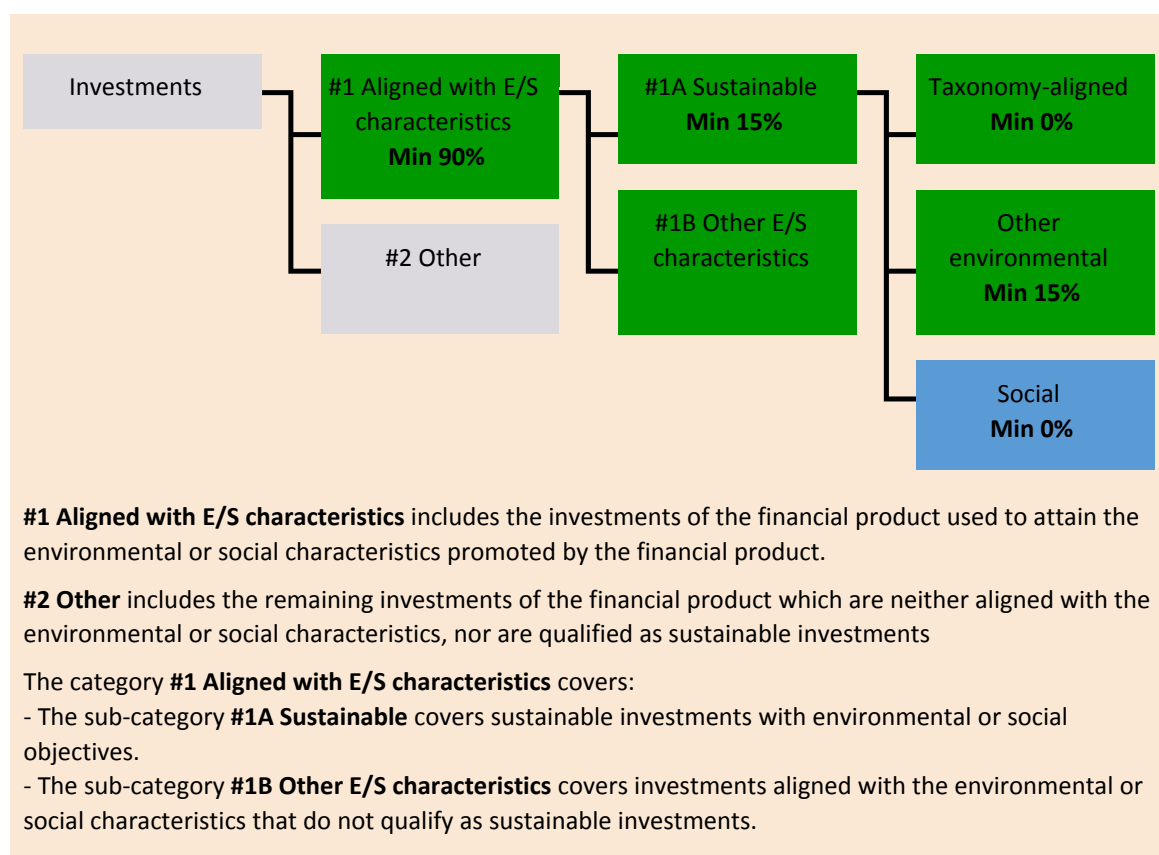 Investments
#1 Aligned with E/S
characteristics
Min 90%
#2 Other
#1A Sustainable
Min 15%
#1B Other E/S
characteristics
Taxonomy-aligned
Min 0%
Other
environmental
Min 15%
Social
Min 0%
#1 Aligned with E/S characteristics includes the investments of the financial product used to attain the
environmental or social characteristics promoted by the financial product.
#2 Other includes the remaining investments of the financial product which are neither aligned with the
environmental or social characteristics, nor are qualified as sustainable investments
The category #1 Aligned with E/S characteristics covers:
- The sub-category #1A Sustainable covers sustainable investments with environmental or social
objectives.
- The sub-category #1B Other E/S characteristics covers investments aligned with the environmental or
social characteristics that do not qualify as sustainable investments.